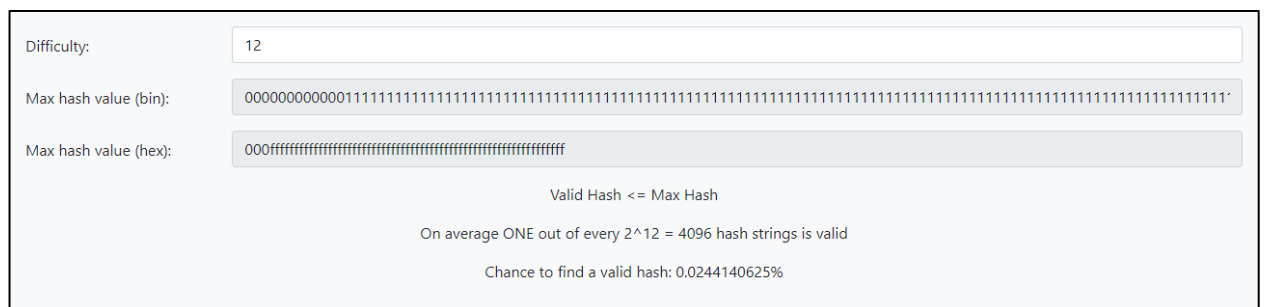 Difficulty:
12
Max hash value (bin):
0000000000001111111111111111111111111111111111111111111111111111111111111111111111111111111111111111111111111111111111
Max hash value (hex):
000fffffffffffffffffffffffffffffffffffffffffffffffffffffffffffff
Valid Hash <= Max Hash
On average ONE out of every 2^12 = 4096 hash strings is valid
Chance to find a valid hash: 0.0244140625%